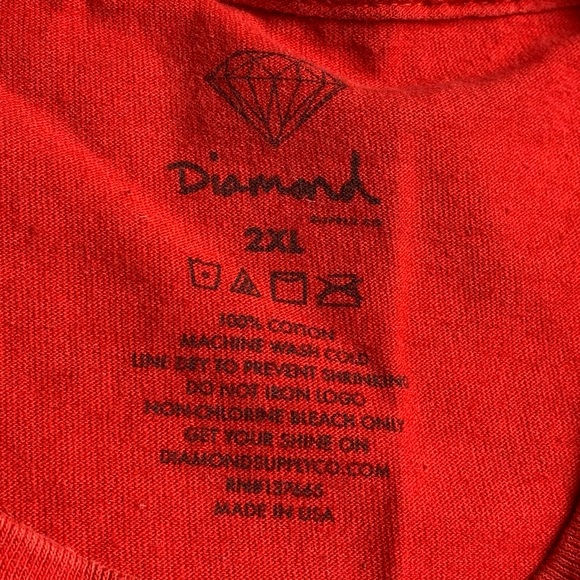 Diamond
SUPPLY CO
2XL
100% COTTON
MACHINE WASH COLD
LINE DRY TO PREVENT SHRINKING
DO NOT IRON LOGO
NON-CHLORINE BLEACH ONLY
GET YOUR SHINE ON
DIAMONDSUPPLYCO.COM
RN#137665
MADE IN USA